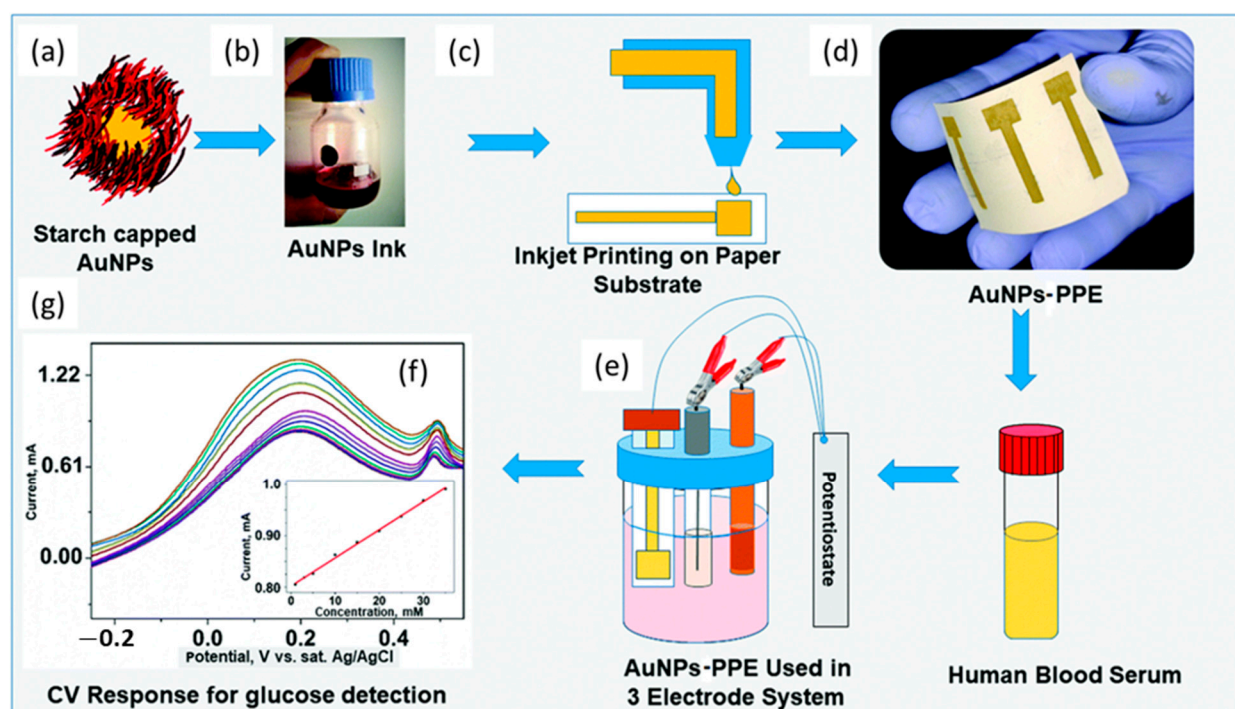 (a)
(b)
(c)
(d)
Starch capped
AuNPs
AuNPs Ink
Inkjet Printing on Paper
Substrate
AuNPs-PPE
(g)
(f)
(e)
1.22
0.61
0.00
Current, mA
1.0
0.90
0.80
Current, mA
0 10 20 30
Concentration, mM
−0.2 0.0 0.2 0.4
Potential, V vs. sat. Ag/AgCl
CV Response for glucose detection
Potentiostate
AuNPs-PPE Used in
3 Electrode System
Human Blood Serum